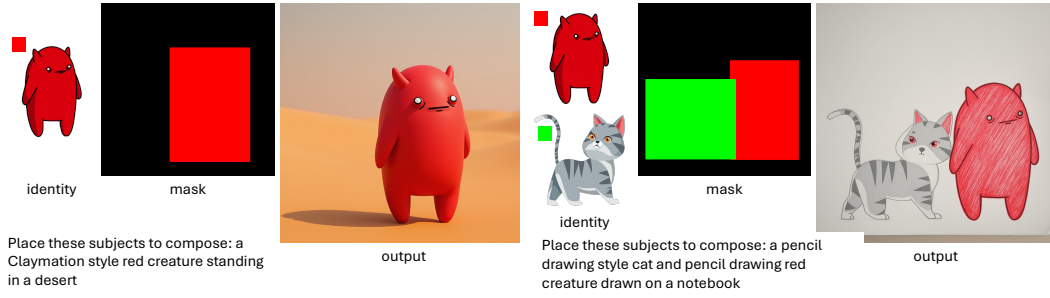 identity
mask
output
Place these subjects to compose: a
Claymation style red creature standing
in a desert
identity
mask
output
Place these subjects to compose: a pencil
drawing style cat and pencil drawing red
creature drawn on a notebook